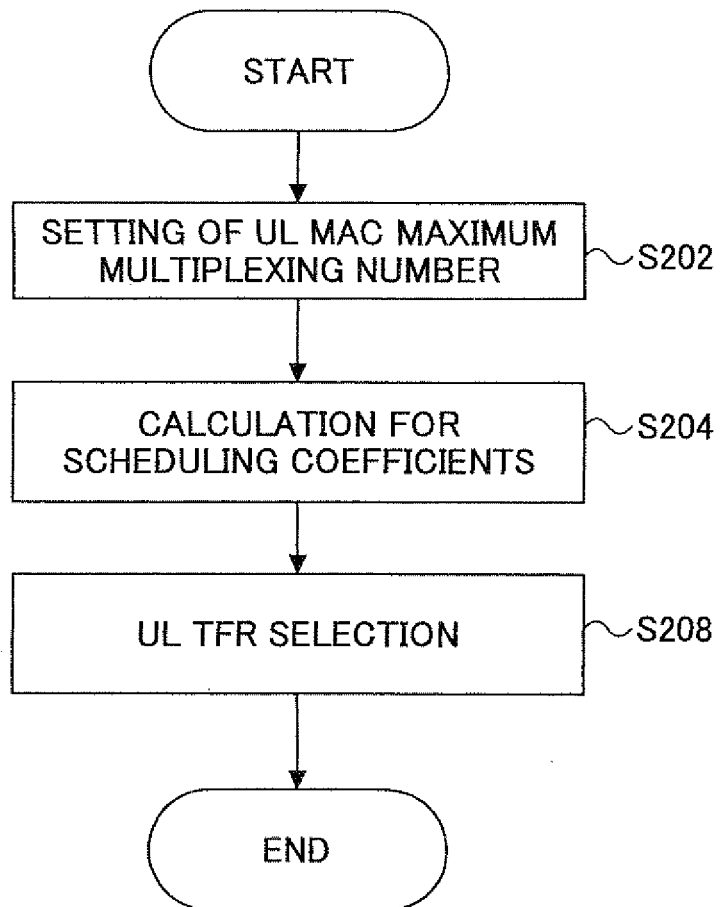 START
SETTING OF UL MAC MAXIMUM
MULTIPLEXING NUMBER
S202
CALCULATION FOR
SCHEDULING COEFFICIENTS
S204
UL TFR SELECTION
S208
END